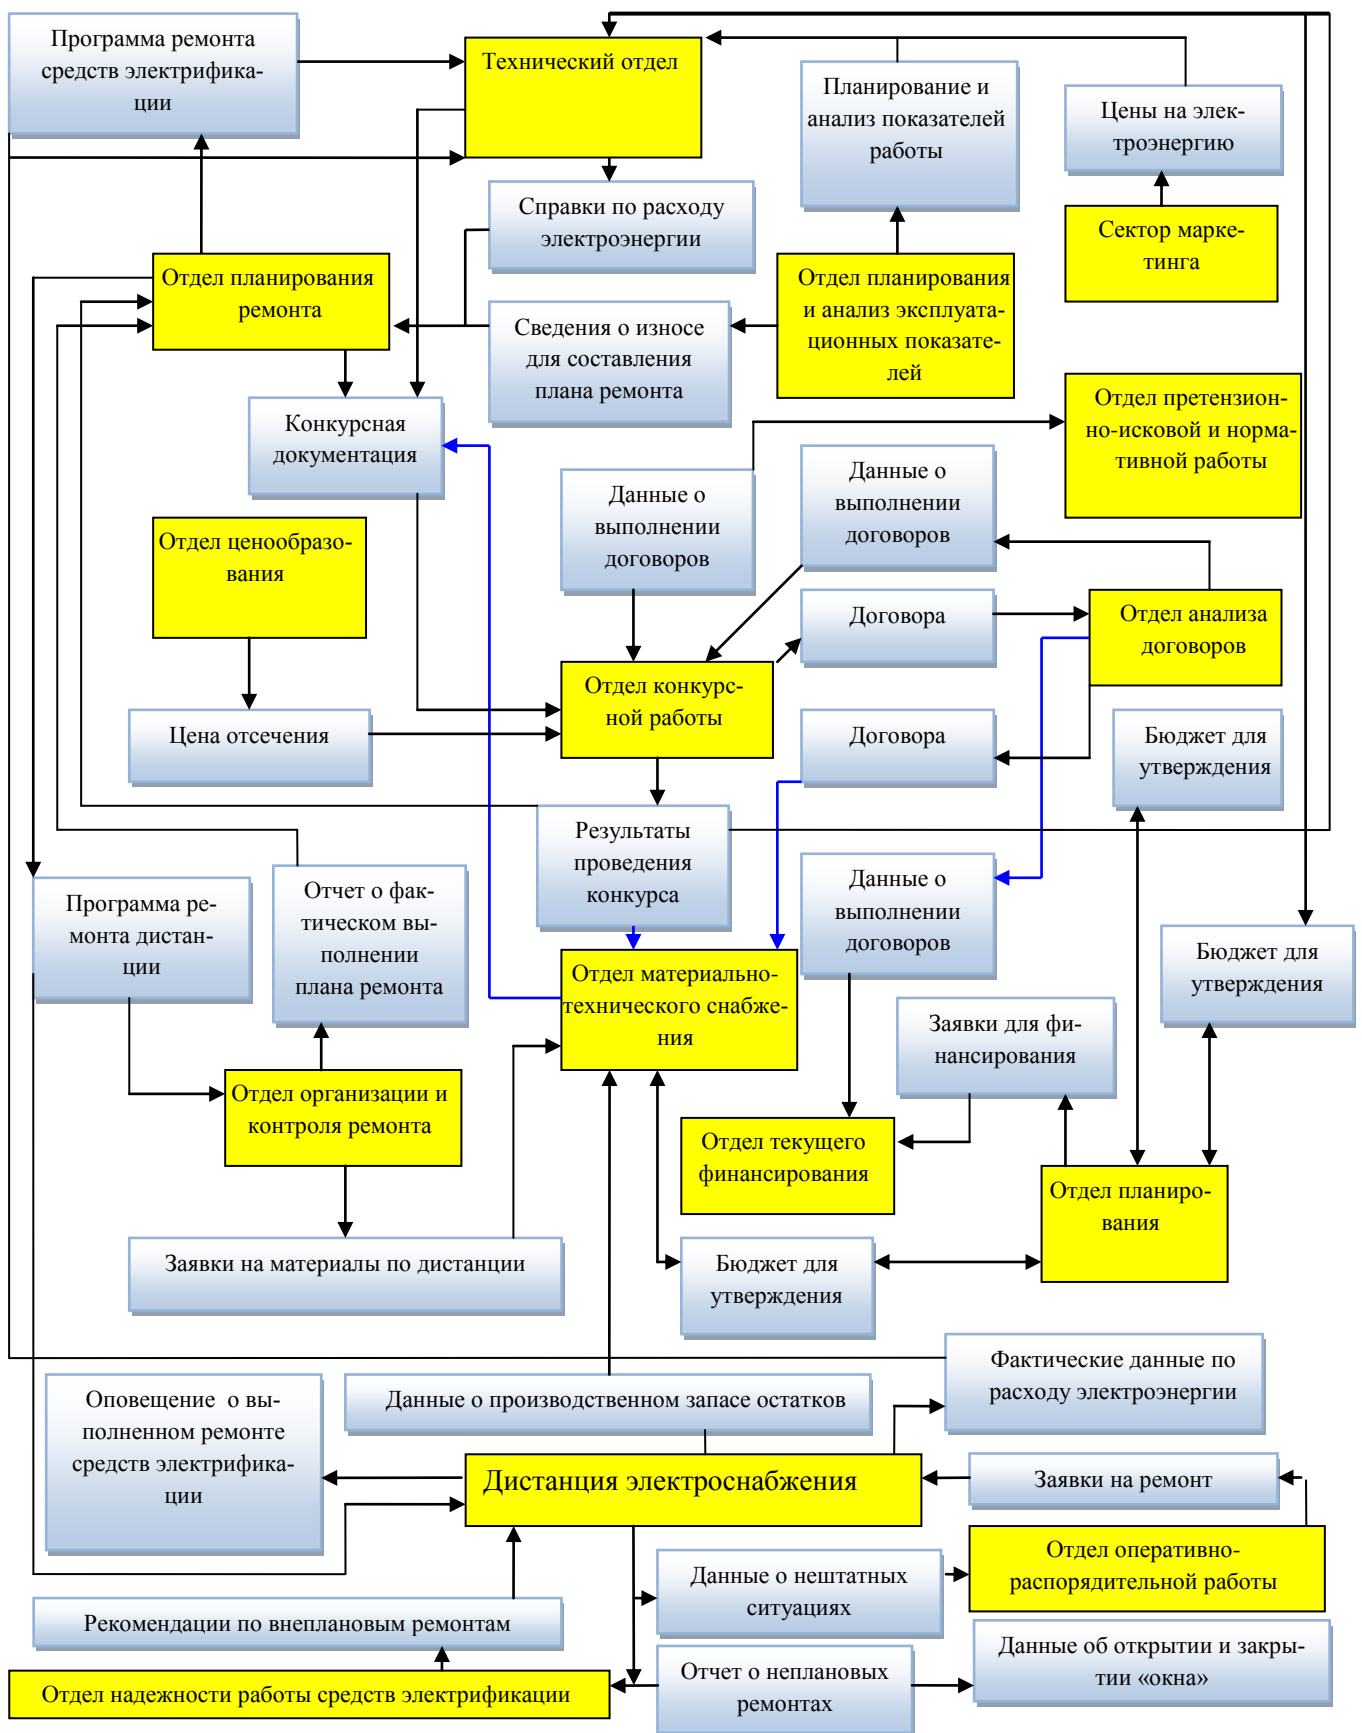 Программа ремонта
средств электрифика-
ции
Технический отдел
Планирование и
анализ показателей
работы
Цены на элек-
троэнергию
Справки по расходу
электроэнергии
Сектор марке-
тинга
Отдел планирования
ремонта
Отдел планирования
и анализ эксплуата-
ционных показате-
лей
Сведения о износе
для составления
плана ремонта
Отдел претензион-
но-исковой и норма-
тивной работы
Конкурсная
документация
Данные о
выполнении
договоров
Данные о
выполнении
договоров
Отдел ценообразо-
вания
Договора
Отдел анализа
договоров
Отдел конкурс-
ной работы
Цена отсечения
Договора
Бюджет для
утверждения
Результаты
проведения
конкурса
Программа ре-
монта дистан-
ции
Отчет о фак-
тическом вы-
полнении
плана ремонта
Данные о
выполнении
договоров
Бюджет для
утверждения
Отдел материально-
технического снабже-
ния
Заявки для фи-
нансирования
Отдел организации и
контроля ремонта
Отдел текущего
финансирования
Отдел планиро-
вания
Заявки на материалы по дистанции
Бюджет для
утверждения
Фактические данные по
расходу электроэнергии
Оповещение о вы-
полненном ремонте
средств электрифика-
ции
Данные о производственном запасе остатков
Дистанция электроснабжения
Заявки на ремонт
Отдел оперативно-
распорядительной работы
Данные о нештатных
ситуациях
Рекомендации по внеплановым ремонтам
Данные об открытии и закры-
тии «окна»
Отчет о неплановых
ремонтах
Отдел надежности работы средств электрификации